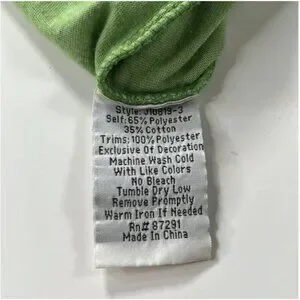 Style: J10819-3
Self: 65% Polyester
35% Cotton
Trims: 100% Polyester
Exclusive Of Decoration
Machine Wash Cold
With Like Colors
No Bleach
Tumble Dry Low
Remove Promptly
Warm Iron If Needed
Rn# 87291
Made In China